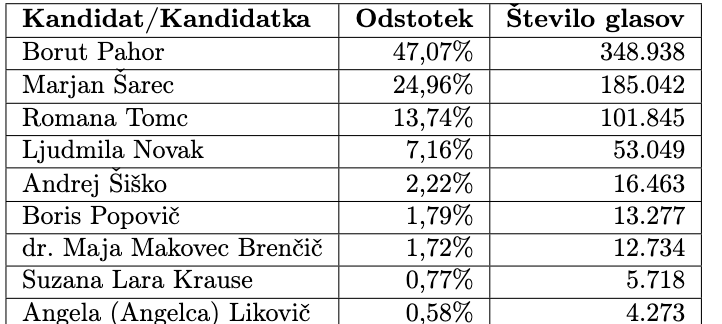 Kandidat/Kandidatka Odstotek Število glasov
Borut Pahor 47,07% 348.938
Marjan Šarec 24,96% 185.042
Romana Tomc 13,74% 101.845
Ljudmila Novak 7,16% 53.049
Andrej Šiško 2,22% 16.463
Boris Popovič 1,79% 13.277
dr. Maja Makovec Brenčič 1,72% 12.734
Suzana Lara Krause 0,77% 5.718
Angela (Angelca) Likovič 0,58% 4.273